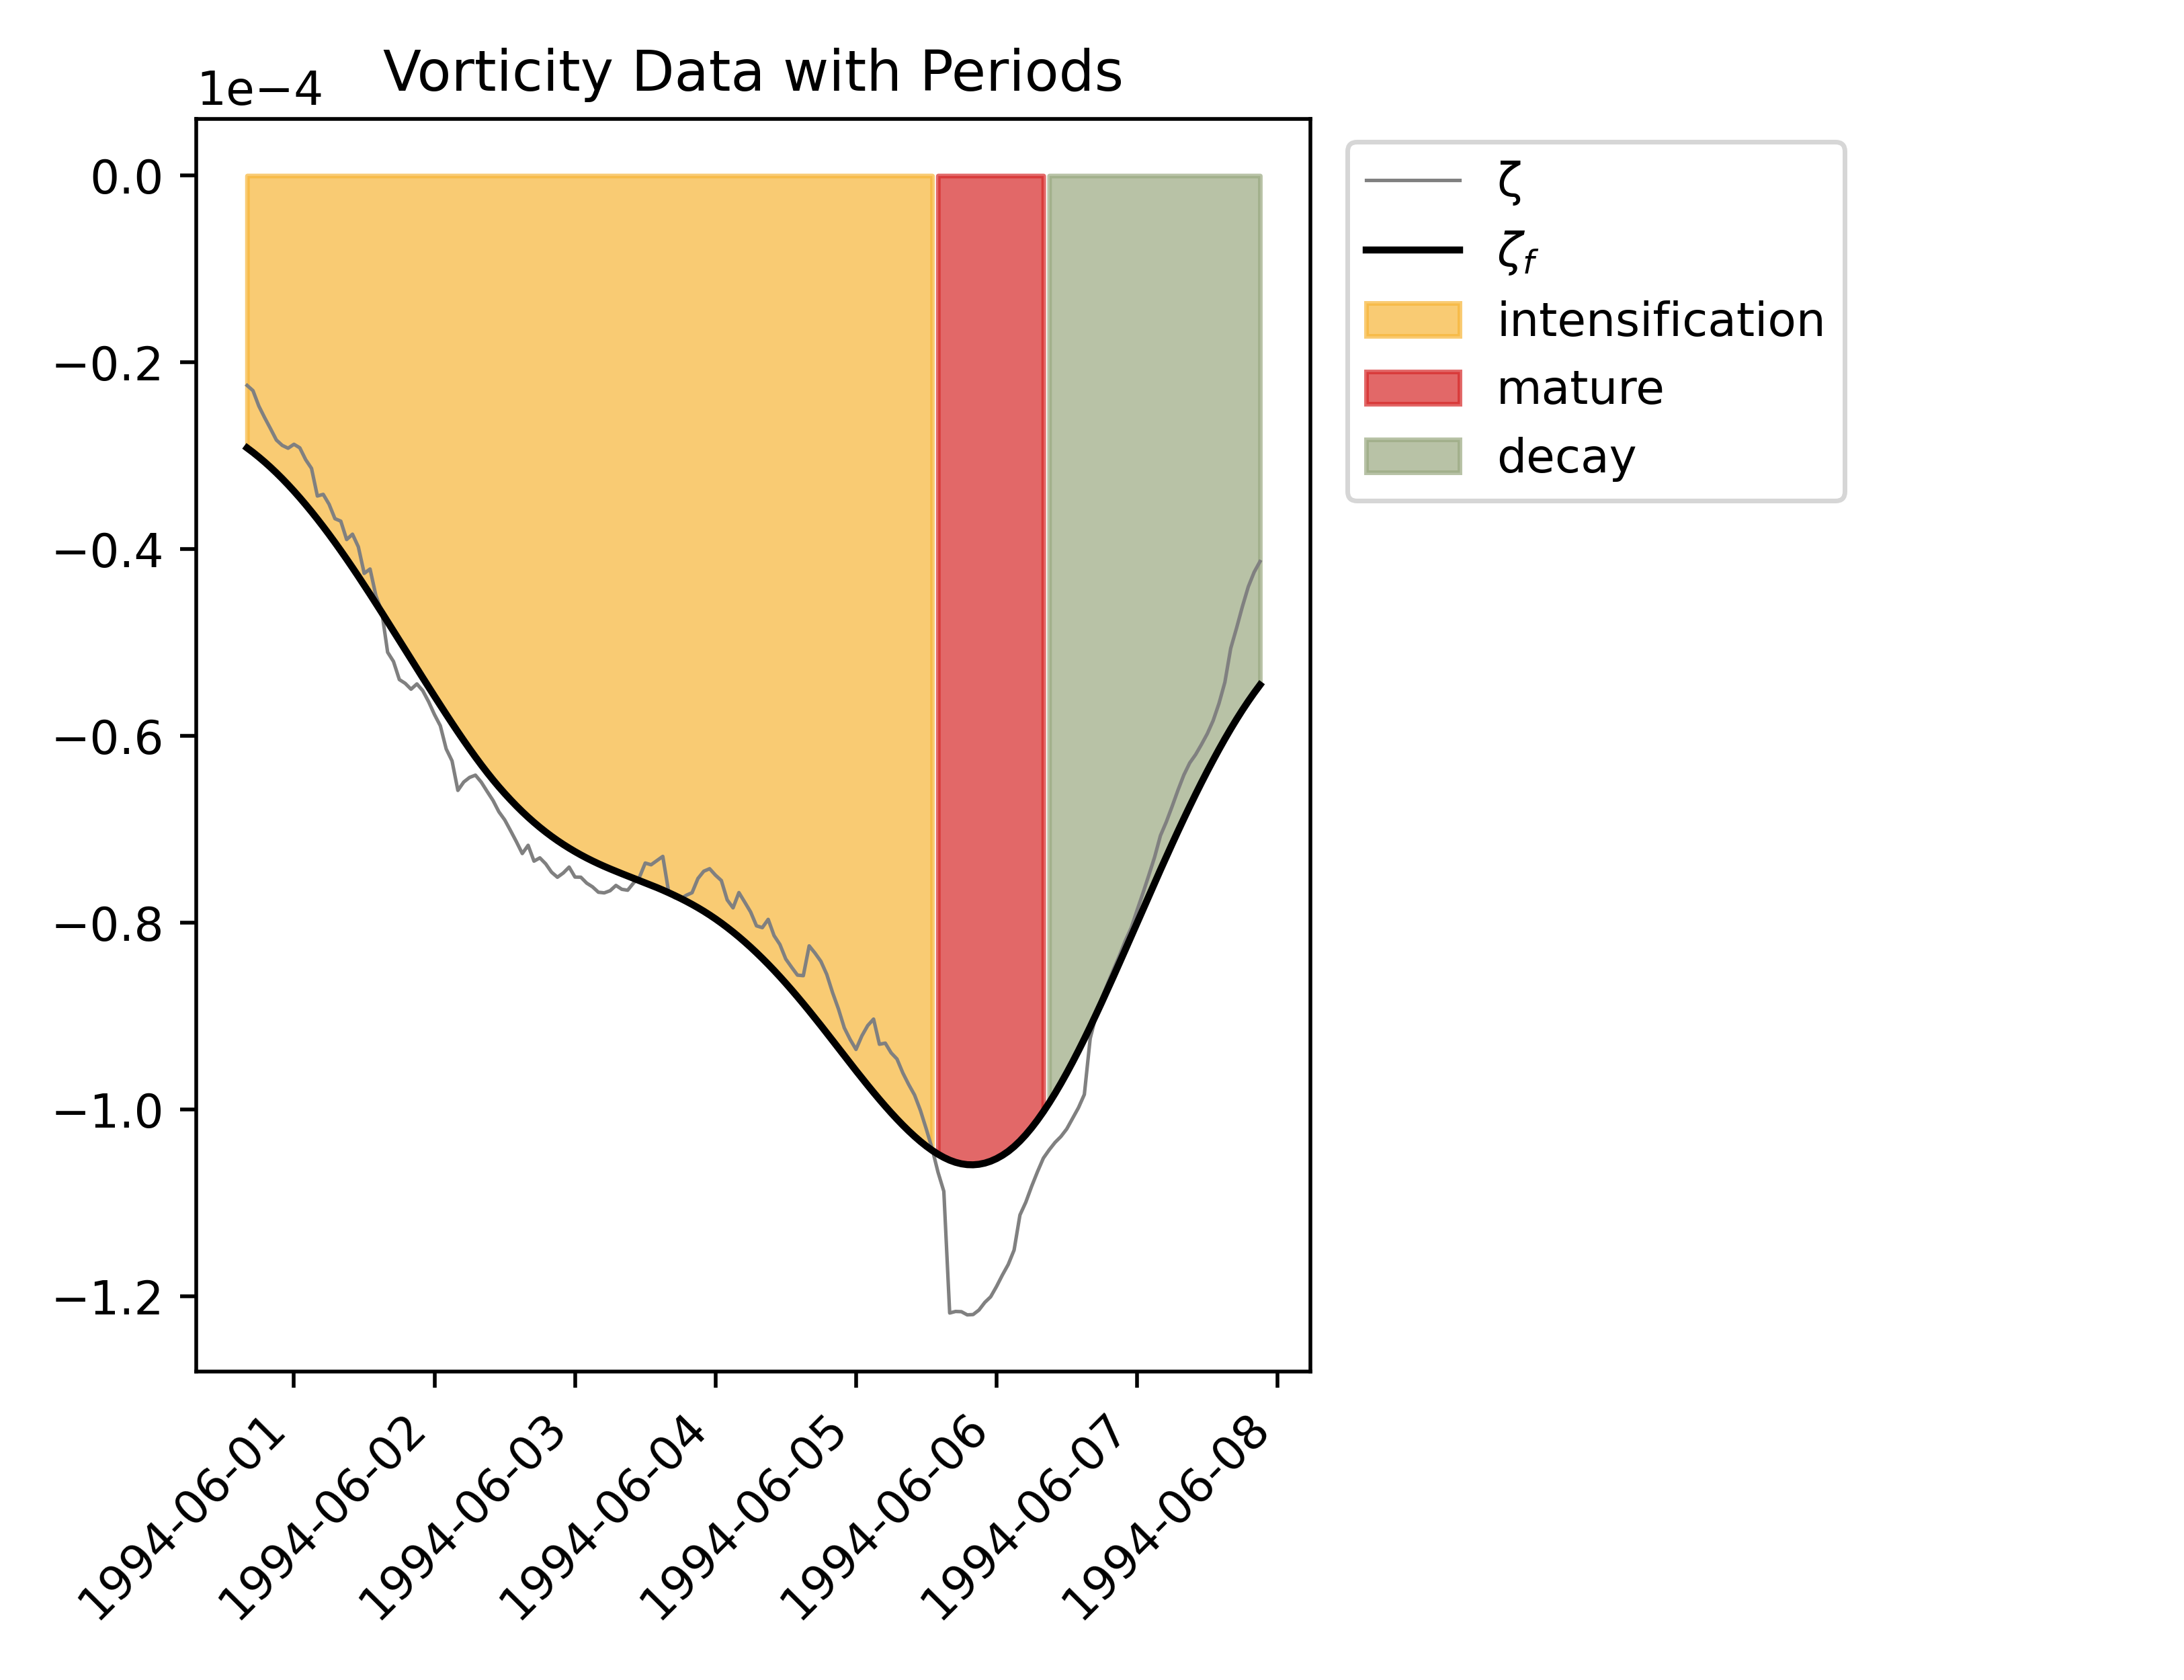 Vorticity Data with Periods
1e−4
0.0
−0.2
−0.4
−0.6
−0.8
−1.0
−1.2
1994-06-01
1994-06-02
1994-06-03
1994-06-04
1994-06-05
1994-06-06
1994-06-07
1994-06-08
ζ
ζf
intensification
mature
decay